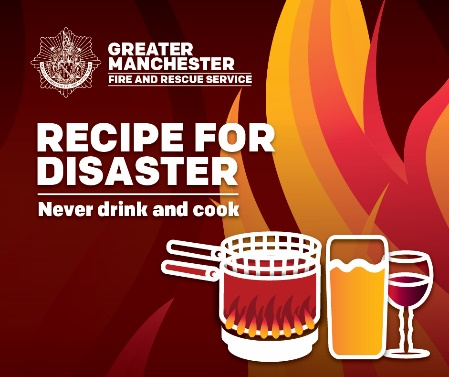 GREATER
MANCHESTER
FIRE AND RESCUE SERVICE
RECIPE FOR
DISASTER
Never drink and cook